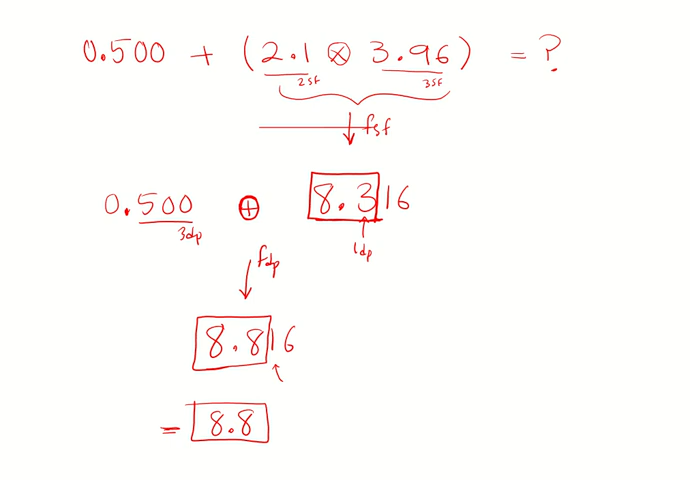 0.500 + (2.1 ⊗ 3.96) = ?
2sf 3sf
fsf
0.500 ⊕ 8.316
3dp 1dp
fdp
8.816
= 8.8